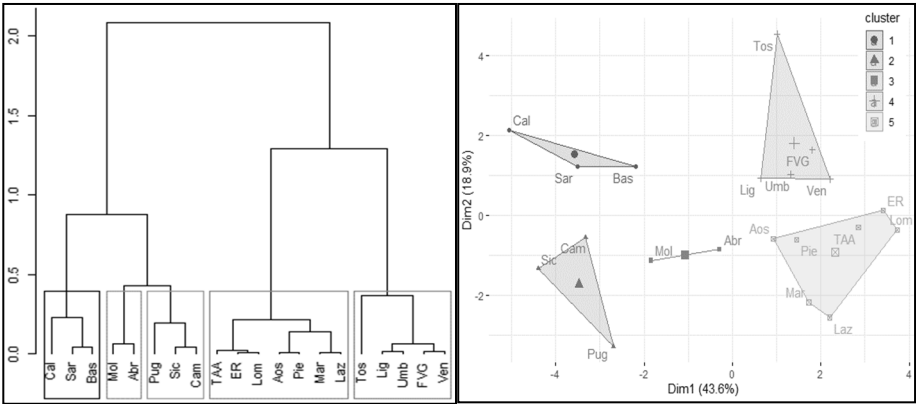 2.0
1.5
1.0
0.5
0.0
Cal
Sar
Bas
Mol
Abr
Pug
Sic
Cam
TAA
ER
Lom
Aos
Pie
Mar
Laz
Tos
Lig
Umb
FVG
Ven
cluster
1
2
3
4
5
Tos
Cal
Sar
Bas
FVG
Lig
Umb
Ven
ER
Lom
Aos
TAA
Pie
Mar
Laz
Mol
Abr
Cam
Sic
Pug
Dim2 (18.9%)
4
2
0
-2
-4
-2
0
2
4
Dim1 (43.6%)